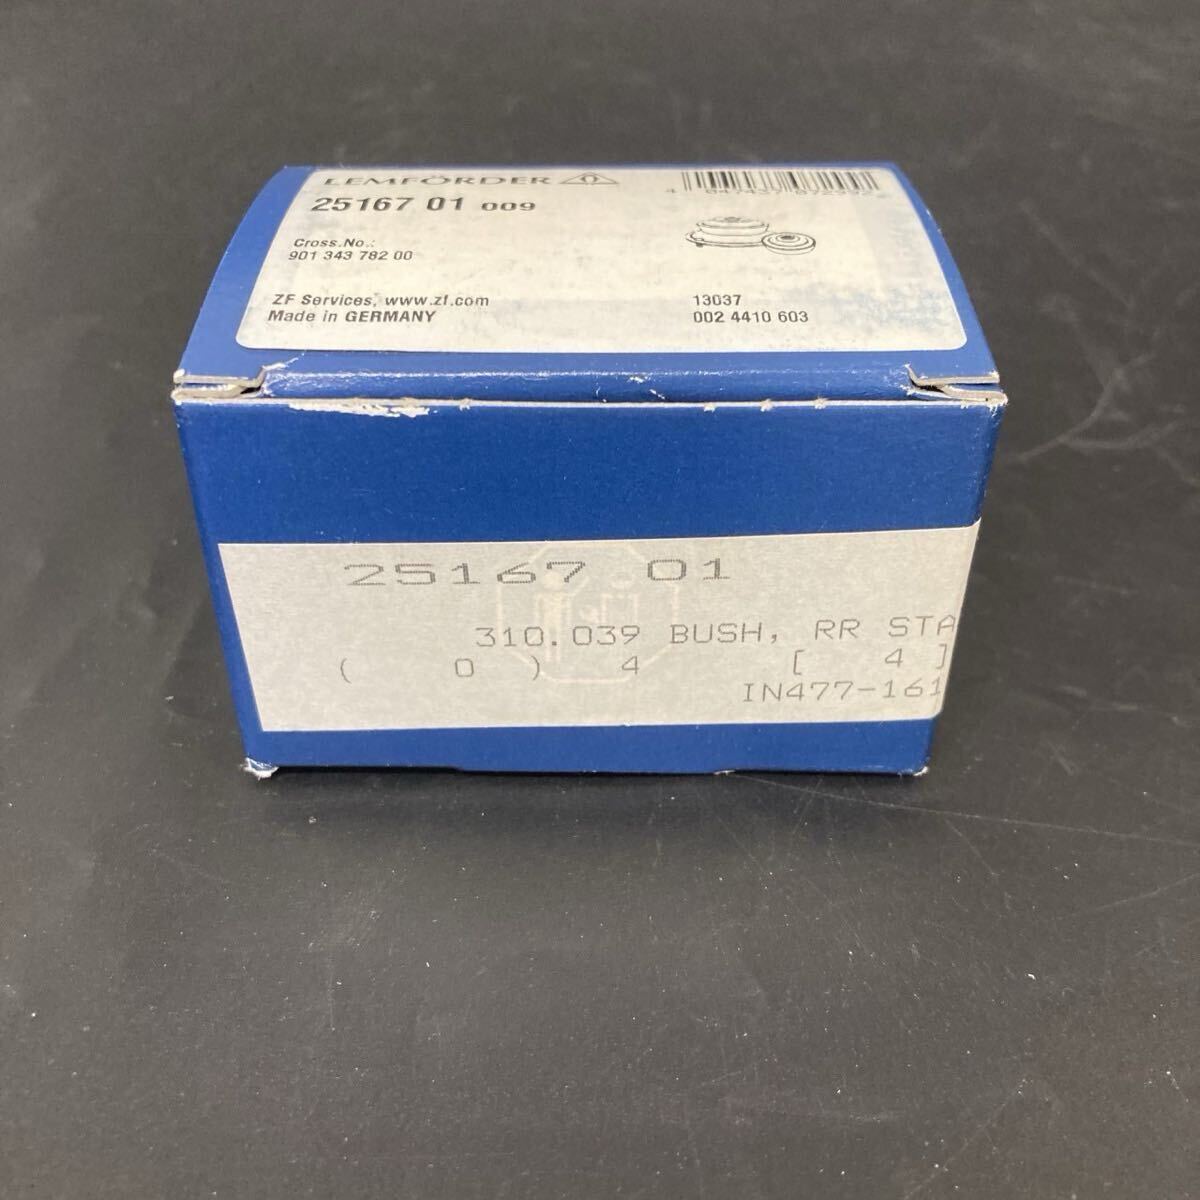 LEMFÖRDER
25167 01 009
Cross.No.:
901 343 782 00
ZF Services, www.zf.com
Made in GERMANY
13037
002 4410 603
25167 01
310.039 BUSH, RR STA
( 0 ) 4 [ 4 ]
IN477-161